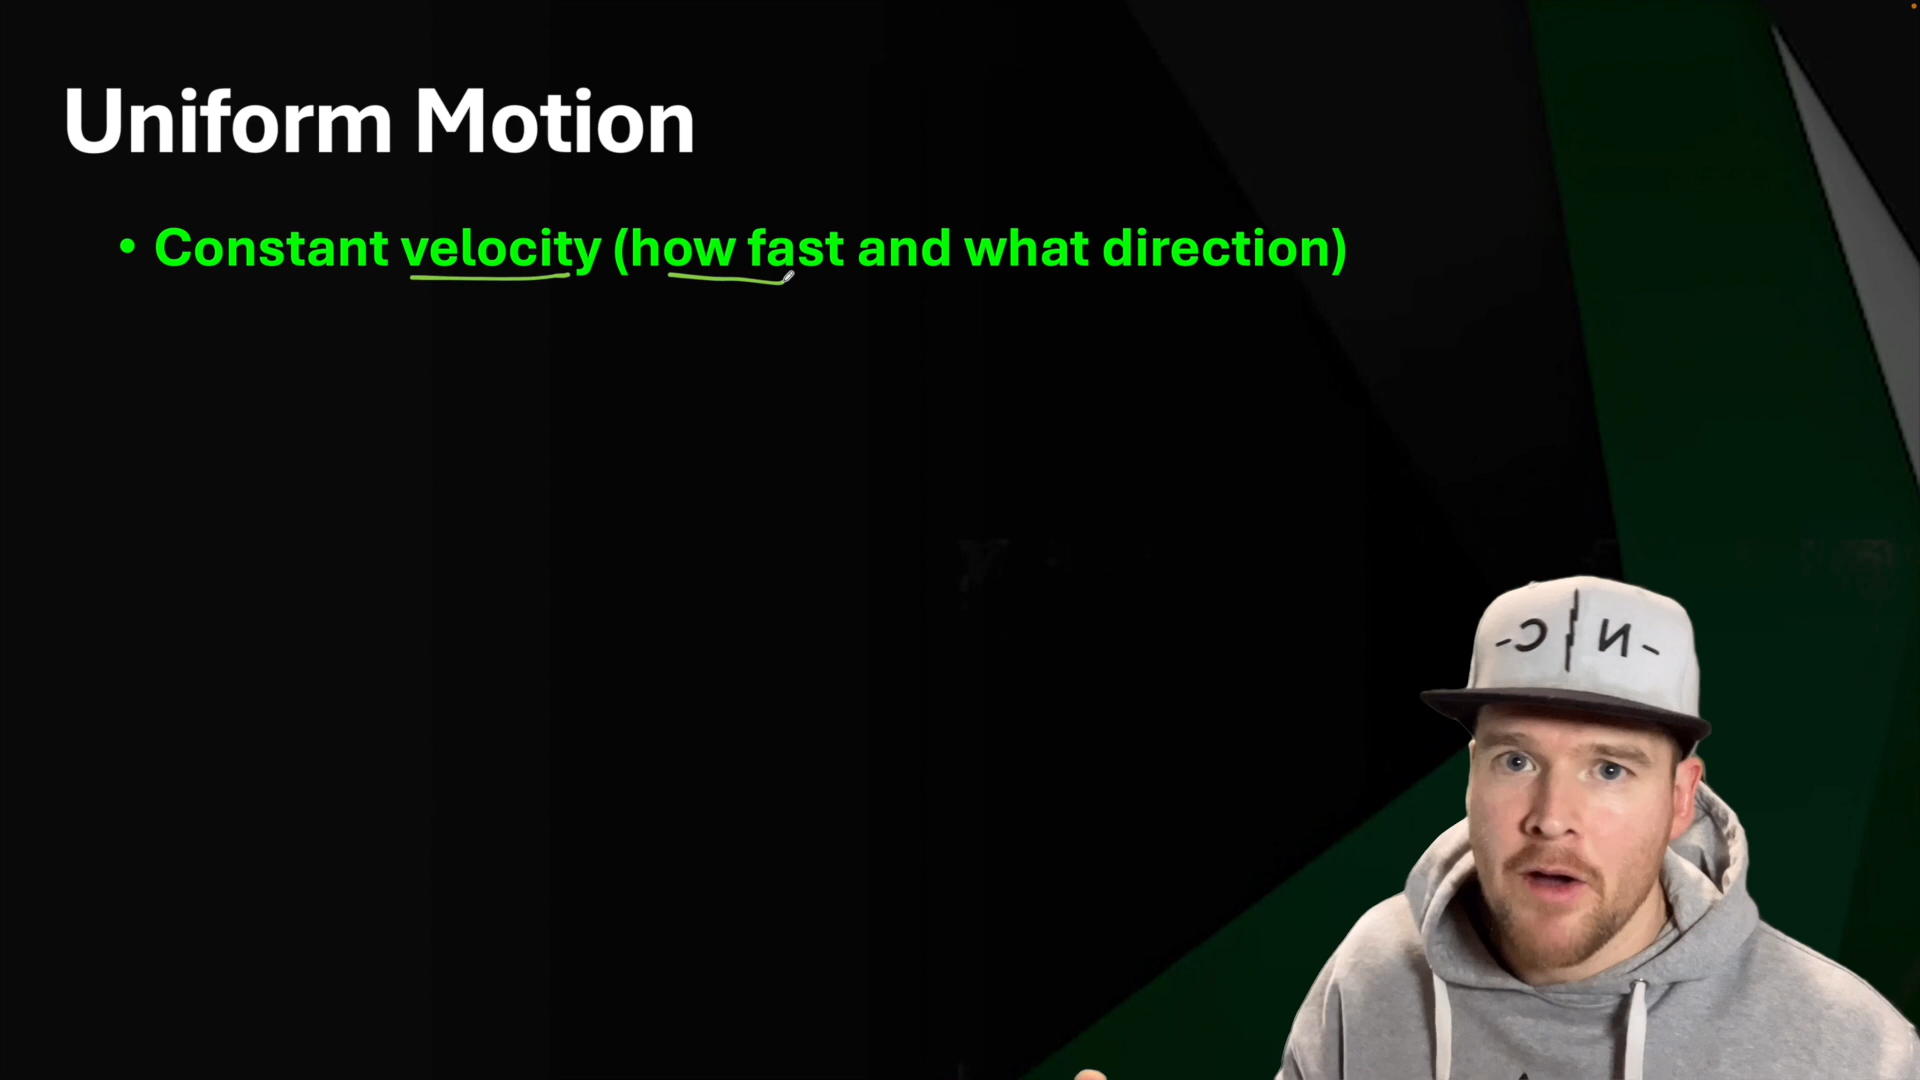 Uniform Motion
• Constant velocity (how fast and what direction)
-C N-